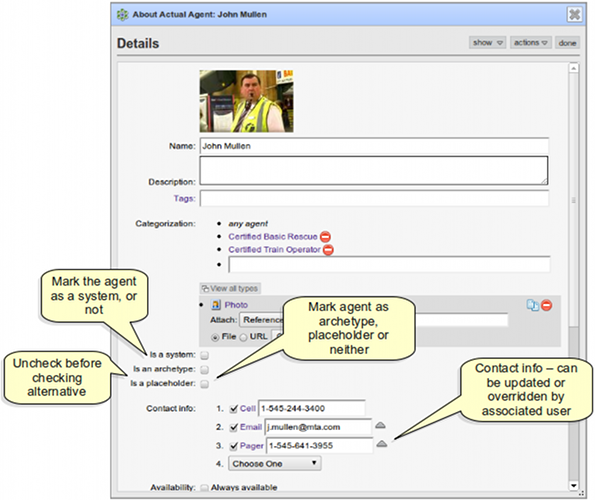 About Actual Agent: John Mullen
Details
show
actions
done
Name: John Mullen
Description:
Tags:
Categorization:
any agent
Certified Basic Rescue
Certified Train Operator
View all types
Photo
Attach: Reference
File URL
Mark the agent
as a system, or
not
Mark agent as
archetype,
placeholder or
neither
Uncheck before
checking
alternative
Is a system:
Is an archetype:
Is a placeholder:
Contact info – can
be updated or
overridden by
associated user
Contact info:
1. Cell 1-545-244-3400
2. Email j.mullen@mta.com
3. Pager 1-545-641-3955
4. Choose One
Availability: Always available